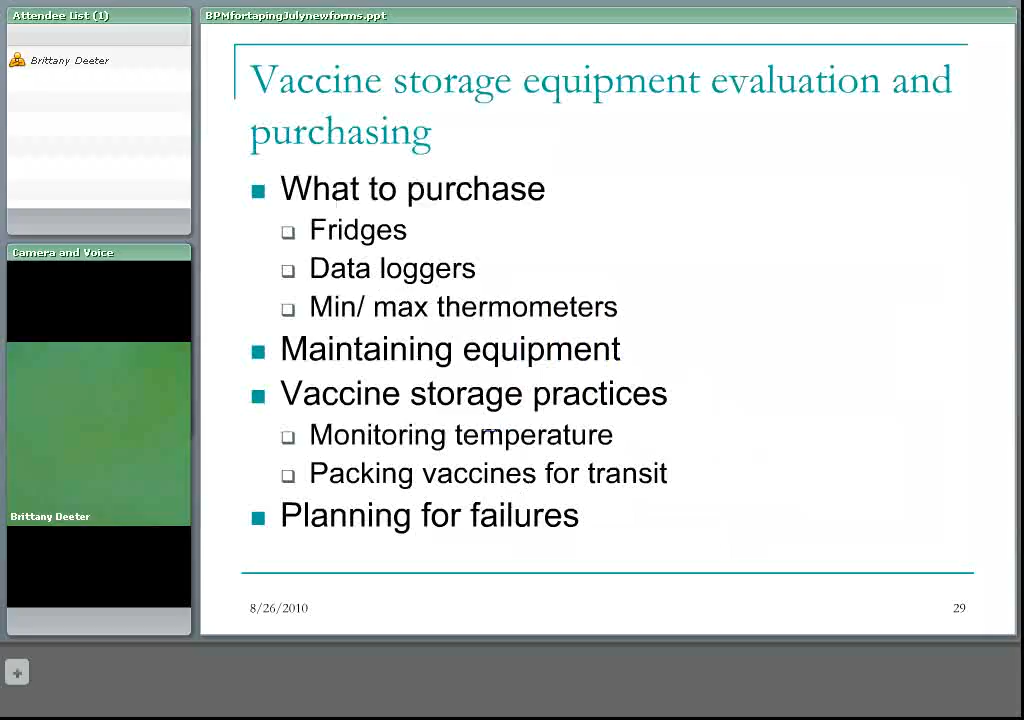 Attendee List (1)
Brittany Deeter
Camera and Voice
Brittany Deeter
BPMfortapingJulynewforms.ppt
Vaccine storage equipment evaluation and
purchasing
What to purchase
Fridges
Data loggers
Min/ max thermometers
Maintaining equipment
Vaccine storage practices
Monitoring temperature
Packing vaccines for transit
Planning for failures
8/26/2010
29